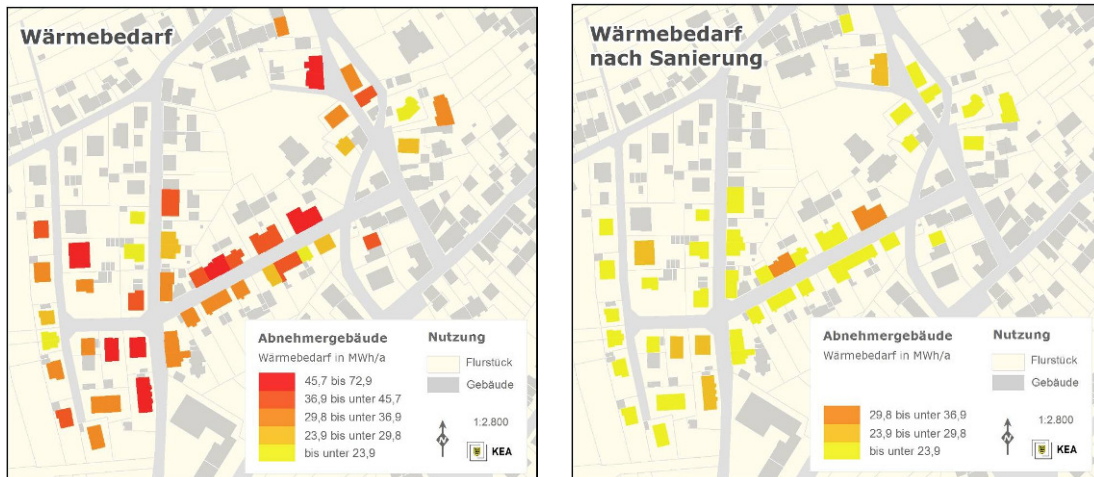 Wärmebedarf
Abnehmergebäude
Wärmebedarf in MWh/a
45,7 bis 72,9
36,9 bis unter 45,7
29,8 bis unter 36,9
23,9 bis unter 29,8
bis unter 23,9
Nutzung
Flurstück
Gebäude
1:2.800
N
KEA
Wärmebedarf
nach Sanierung
Abnehmergebäude
Wärmebedarf in MWh/a
29,8 bis unter 36,9
23,9 bis unter 29,8
bis unter 23,9
Nutzung
Flurstück
Gebäude
1:2.800
N
KEA